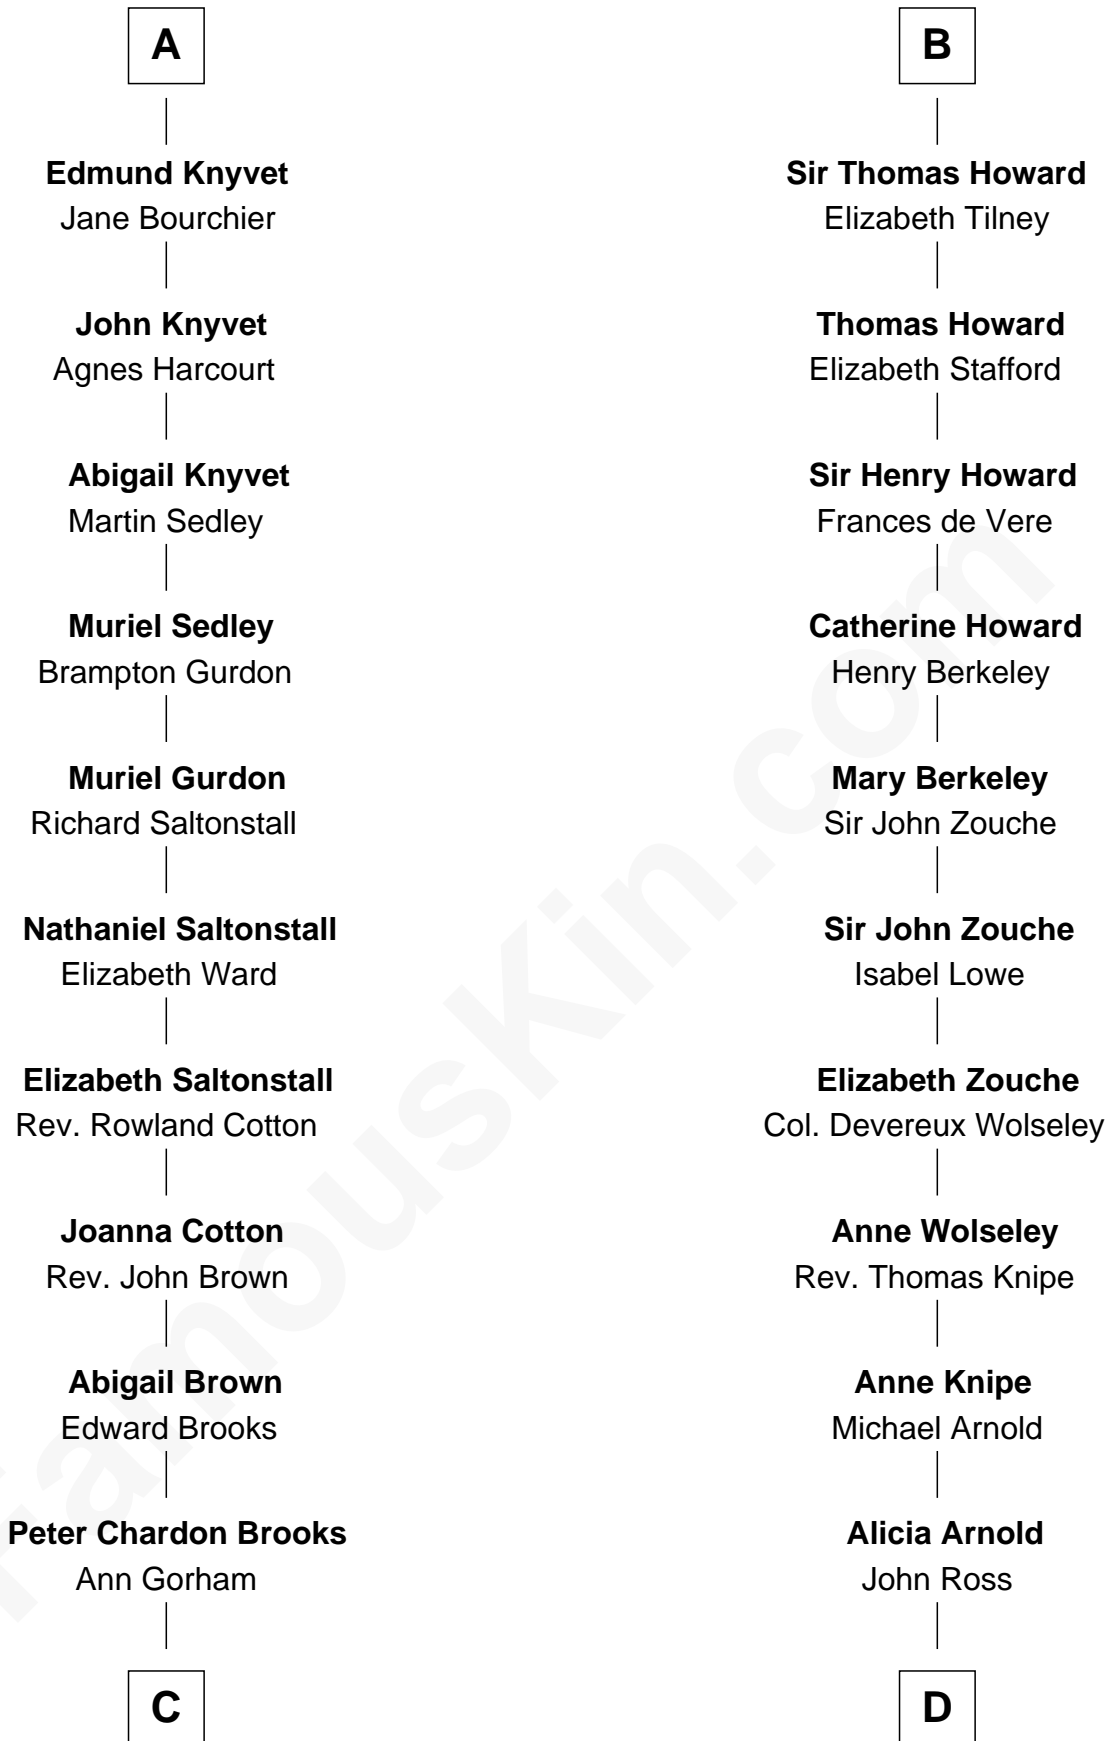 A
Edmund Knyvet
Jane Bourchier
John Knyvet
Agnes Harcourt
Abigail Knyvet
Martin Sedley
Muriel Sedley
Brampton Gurdon
Muriel Gurdon
Richard Saltonstall
Nathaniel Saltonstall
Elizabeth Ward
Elizabeth Saltonstall
Rev. Rowland Cotton
Joanna Cotton
Rev. John Brown
Abigail Brown
Edward Brooks
Peter Chardon Brooks
Ann Gorham
C
B
Sir Thomas Howard
Elizabeth Tilney
Thomas Howard
Elizabeth Stafford
Sir Henry Howard
Frances de Vere
Catherine Howard
Henry Berkeley
Mary Berkeley
Sir John Zouche
Sir John Zouche
Isabel Lowe
Elizabeth Zouche
Col. Devereux Wolseley
Anne Wolseley
Rev. Thomas Knipe
Anne Knipe
Michael Arnold
Alicia Arnold
John Ross
D
FamousKin.com